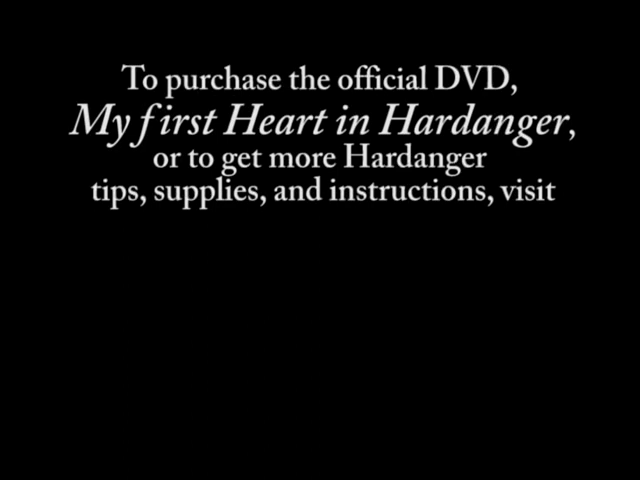 To purchase the official DVD,
My first Heart in Hardanger,
or to get more Hardanger
tips, supplies, and instructions, visit